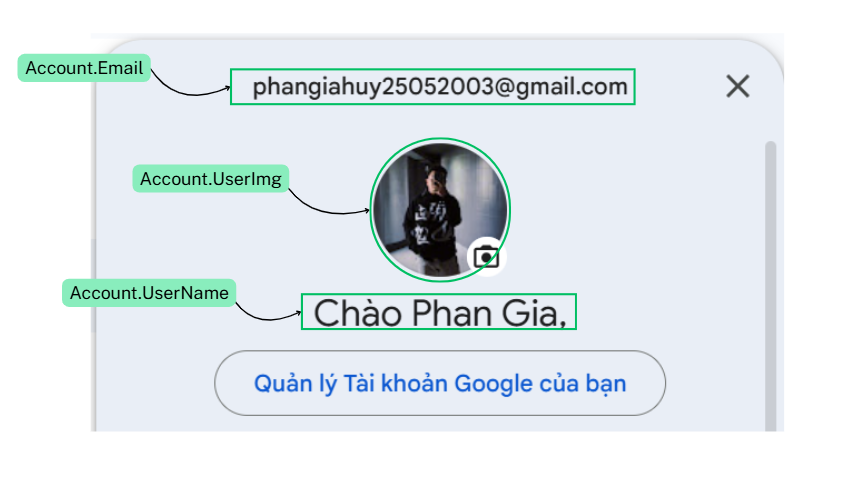 Account.Email
phangiahuy25052003@gmail.com
Account.UserImg
Account.UserName
Chào Phan Gia,
Quản lý Tài khoản Google của bạn